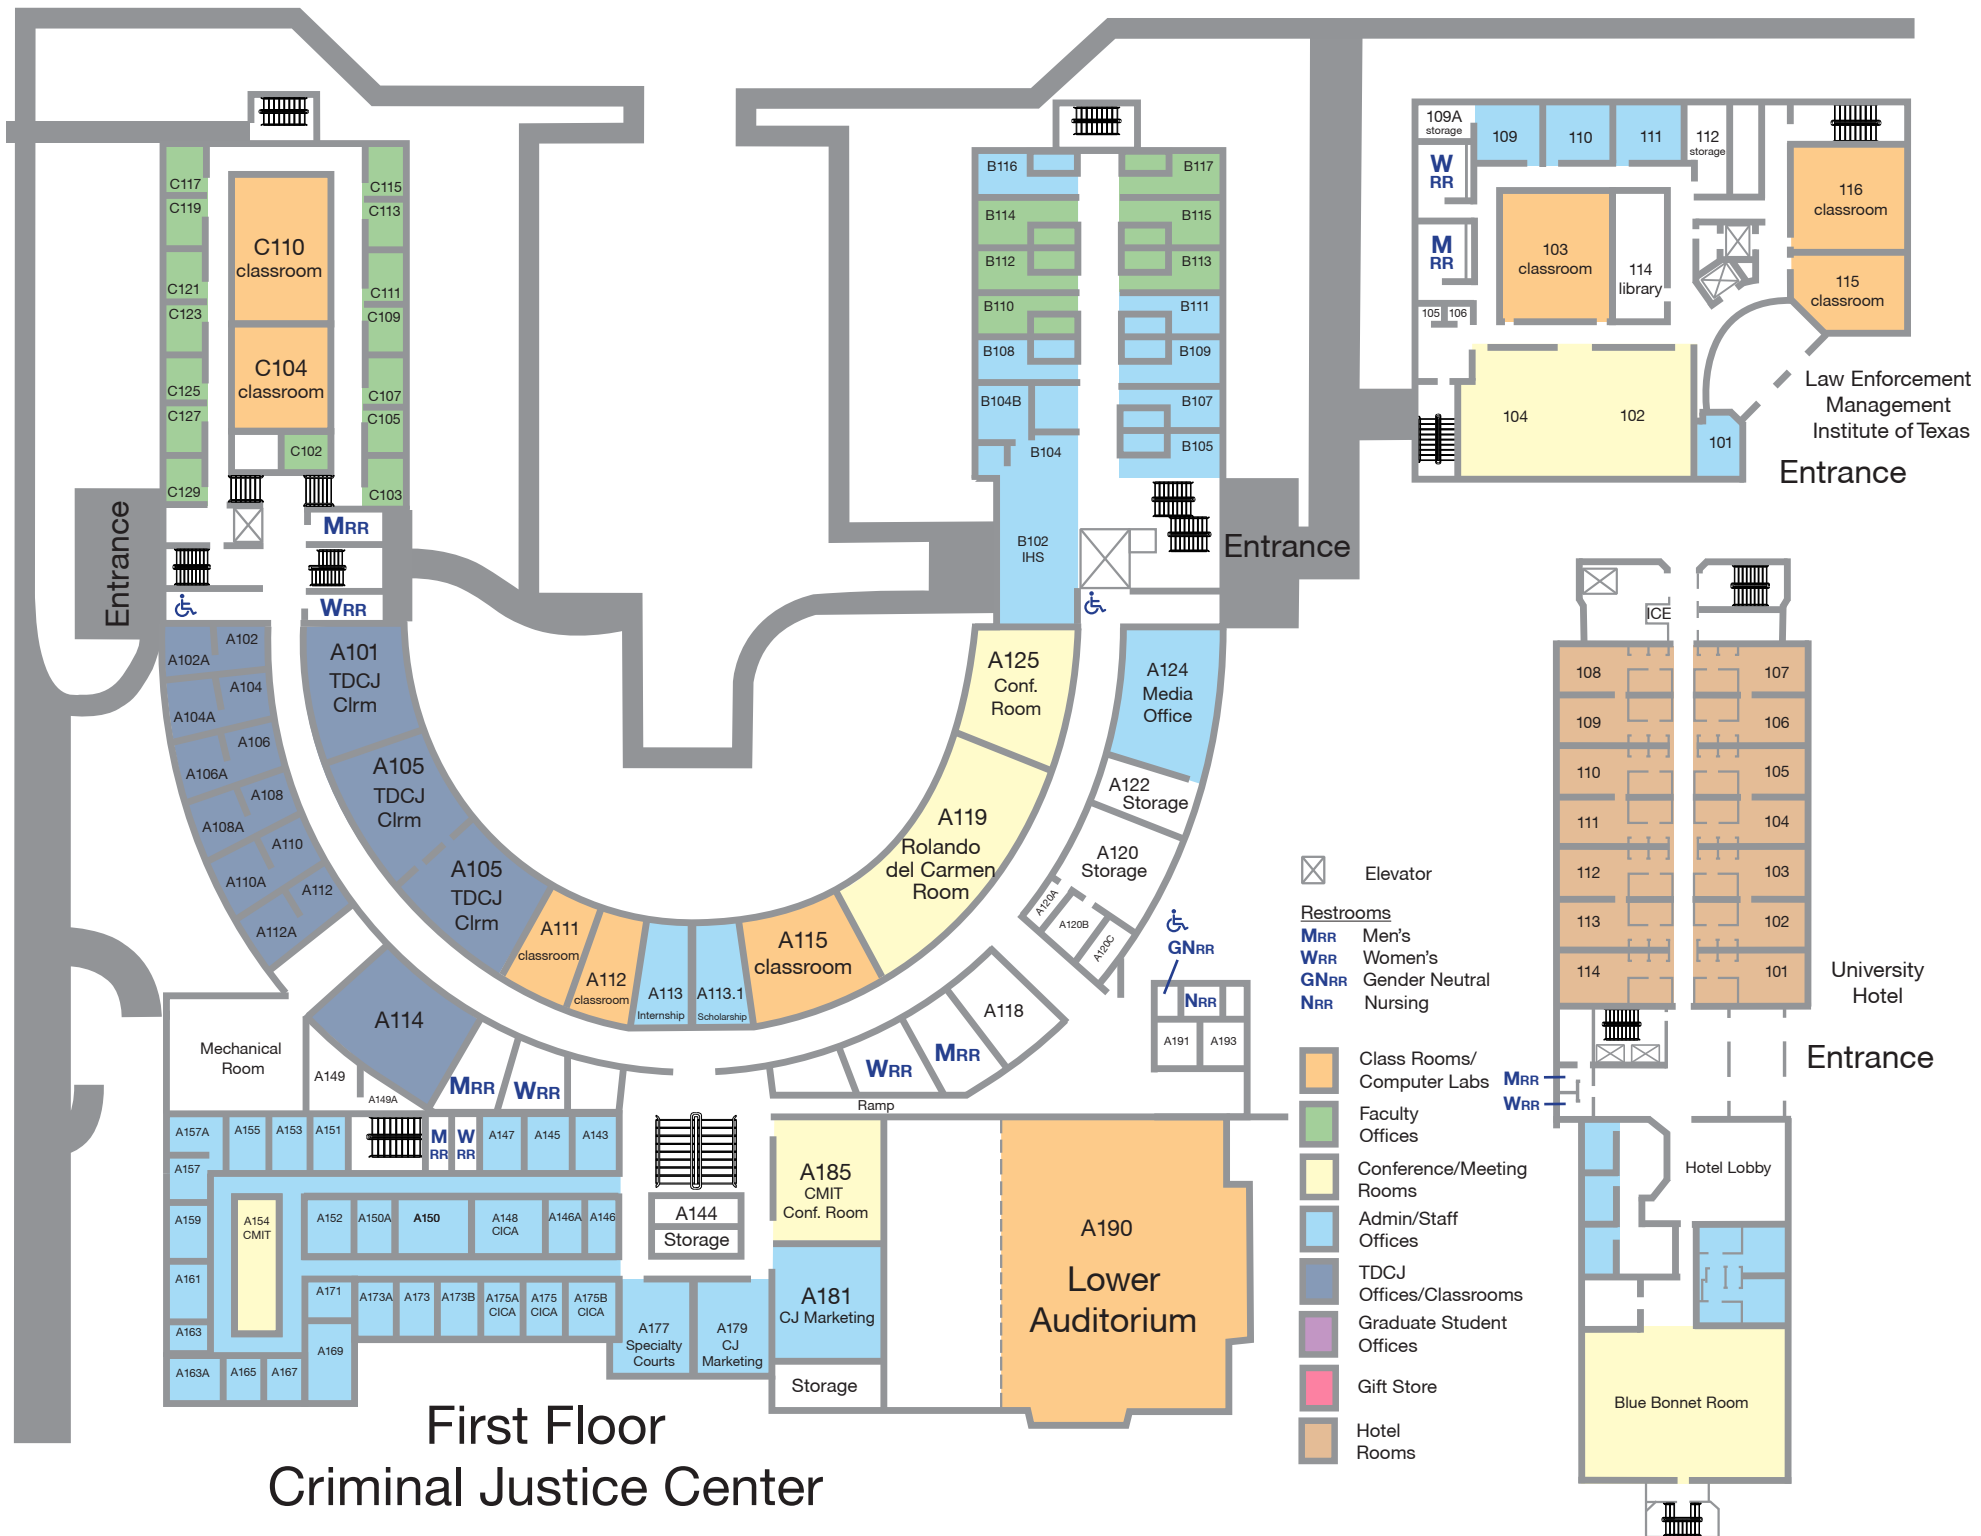 C117
C119
C121
C123
C125
C127
C129
C110
classroom
C104
classroom
C102
C115
C113
C111
C109
C107
C105
C103
MRR
WRR
Entrance
B116
B114
B112
B110
B108
B104B
B104
B102
IHS
B117
B115
B113
B111
B109
B107
B105
Entrance
109A
storage
109
110
111
112
storage
W
RR
M
RR
105
106
103
classroom
114
library
116
classroom
115
classroom
104
102
101
Law Enforcement
Management
Institute of Texas
Entrance
A102
A102A
A104
A104A
A106
A106A
A108
A108A
A110
A110A
A112
A112A
A101
TDCJ
Clrm
A105
TDCJ
Clrm
A105
TDCJ
Clrm
A111
classroom
A112
classroom
A113
Internship
A113.1
Scholarship
A115
classroom
A119
Rolando
del Carmen
Room
A125
Conf.
Room
A124
Media
Office
A122
Storage
A120
Storage
A120A
A120B
A120C
GNRR
NRR
A191
A193
A118
MRR
WRR
Ramp
A114
Mechanical
Room
A149
A149A
MRR
WRR
A157A
A155
A153
A151
M
RR
W
RR
A147
A145
A143
A157
A159
A161
A163
A163A
A165
A167
A169
A171
A154
CMIT
A152
A150A
A150
A148
CICA
A146A
A146
A173A
A173
A173B
A175A
CICA
A175
CICA
A175B
CICA
A177
Specialty
Courts
A179
CJ
Marketing
A144
Storage
A185
CMIT
Conf. Room
A181
CJ Marketing
Storage
A190
Lower
Auditorium
First Floor
Criminal Justice Center
Elevator
Restrooms
MRR Men's
WRR Women's
GNRR Gender Neutral
NRR Nursing
Class Rooms/
Computer Labs
Faculty
Offices
Conference/Meeting
Rooms
Admin/Staff
Offices
TDCJ
Offices/Classrooms
Graduate Student
Offices
Gift Store
Hotel
Rooms
ICE
108
109
110
111
112
113
114
107
106
105
104
103
102
101
University
Hotel
Entrance
MRR
WRR
Hotel Lobby
Blue Bonnet Room